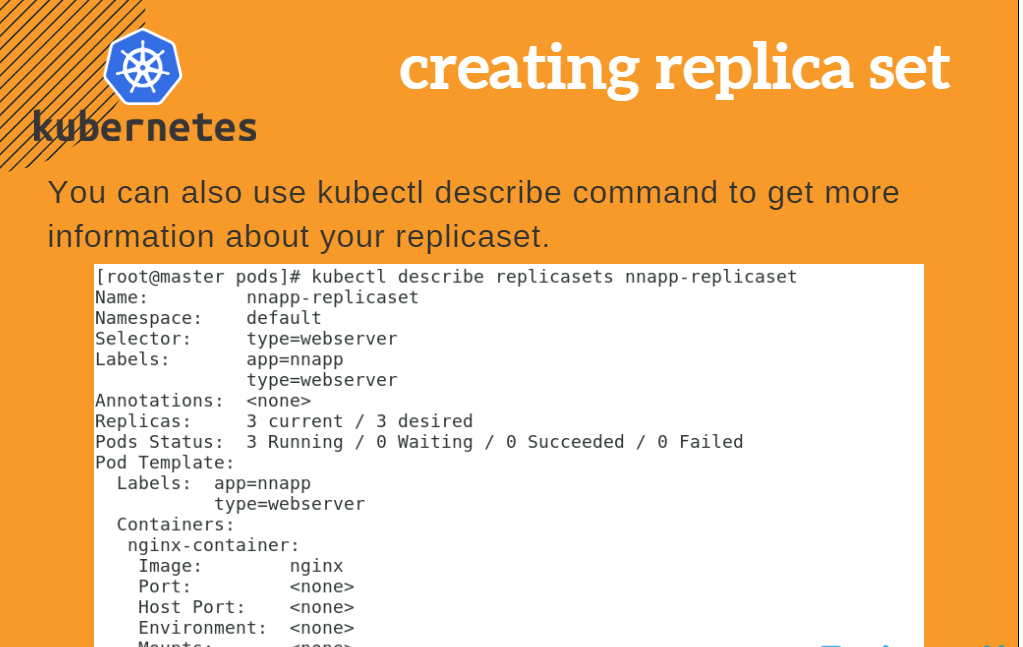 kubernetes
creating replica set
You can also use kubectl describe command to get more
information about your replicaset.
[root@master pods]# kubectl describe replicasets nnapp-replicaset
Name:         nnapp-replicaset
Namespace:    default
Selector:     type=webserver
Labels:       app=nnapp
              type=webserver
Annotations:  <none>
Replicas:     3 current / 3 desired
Pods Status:  3 Running / 0 Waiting / 0 Succeeded / 0 Failed
Pod Template:
  Labels:  app=nnapp
           type=webserver
  Containers:
   nginx-container:
    Image:        nginx
    Port:         <none>
    Host Port:    <none>
    Environment:  <none>
    Mounts:       <none>